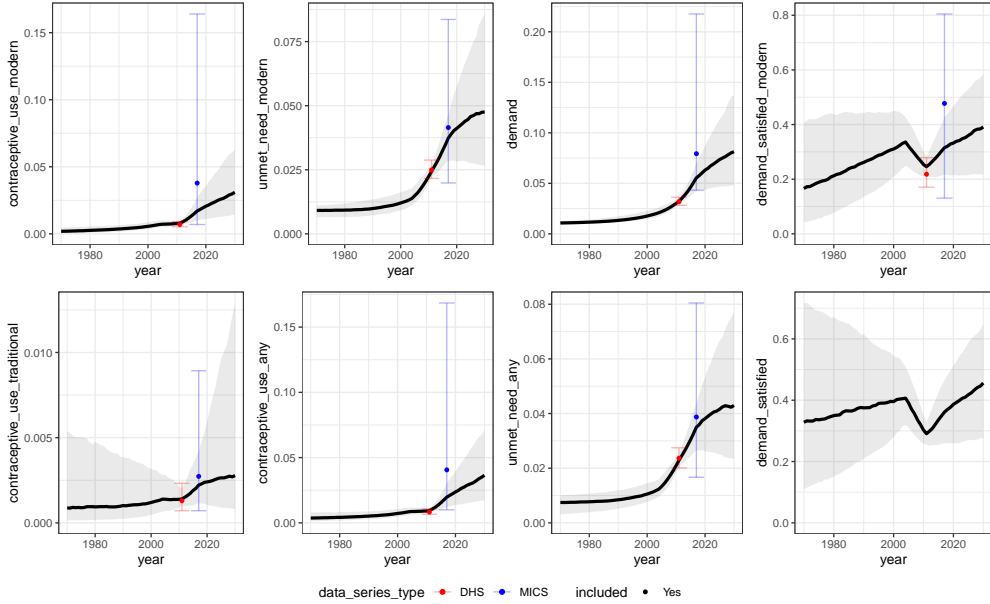 contraceptive_use_modern
0.15
0.10
0.05
0.00
1980 2000 2020
year
unmet_need_modern
0.075
0.050
0.025
0.000
1980 2000 2020
year
demand
0.20
0.15
0.10
0.05
0.00
1980 2000 2020
year
demand_satisfied_modern
0.8
0.6
0.4
0.2
0.0
1980 2000 2020
year
contraceptive_use_traditional
0.010
0.005
0.000
1980 2000 2020
year
contraceptive_use_any
0.15
0.10
0.05
0.00
1980 2000 2020
year
unmet_need_any
0.08
0.06
0.04
0.02
0.00
1980 2000 2020
year
demand_satisfied
0.6
0.4
0.2
0.0
1980 2000 2020
year
data_series_type DHS MICS included Yes